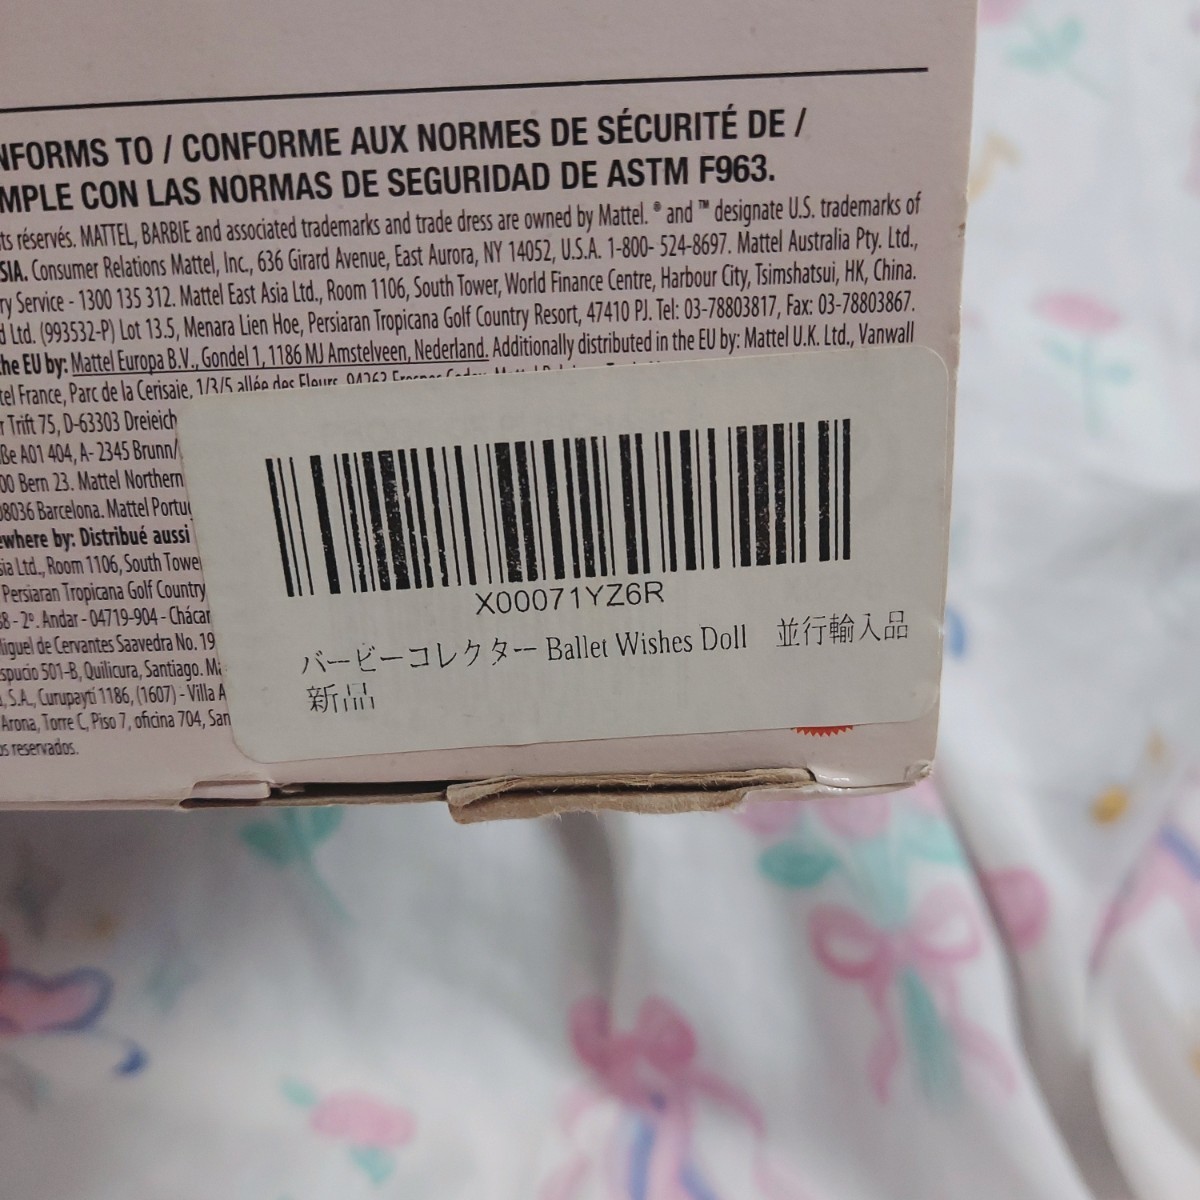 NFORMS TO / CONFORME AUX NORMES DE SÉCURITÉ DE /
MPLE CON LAS NORMAS DE SEGURIDAD DE ASTM F963.
ts réservés. MATTEL, BARBIE and associated trademarks and trade dress are owned by Mattel. ® and ™ designate U.S. trademarks of
SIA. Consumer Relations Mattel, Inc., 636 Girard Avenue, East Aurora, NY 14052, U.S.A. 1-800- 524-8697. Mattel Australia Pty. Ltd.,
ry Service - 1300 135 312. Mattel East Asia Ltd., Room 1106, South Tower, World Finance Centre, Harbour City, Tsimshatsui, HK, China.
d Ltd. (993532-P) Lot 13.5, Menara Lien Hoe, Persiaran Tropicana Golf Country Resort, 47410 PJ. Tel: 03-78803817, Fax: 03-78803867.
he EU by: Mattel Europa B.V., Gondel 1, 1186 MJ Amstelveen, Nederland. Additionally distributed in the EU by: Mattel U.K. Ltd., Vanwall
tel France, Parc de la Cerisaie, 1/3/5 allée des Fleurs, 94263 Fresnes
r Trift 75, D-63303 Dreieich
ße A01 404, A- 2345 Brunn/
00 Bern 23. Mattel Northern
08036 Barcelona. Mattel Portu
ewhere by: Distribué aussi
sia Ltd., Room 1106, South Towe
Persiaran Tropicana Golf Country
8 - 2º. Andar - 04719-904 - Chácar
liguel de Cervantes Saavedra No. 19
spucio 501-B, Quilicura, Santiago. Ma
, S.A., Curupaytí 1186, (1607) - Villa A
Arona, Torre C, Piso 7, oficina 704, San
os reservados.
X00071YZ6R
バービーコレクター Ballet Wishes Doll　並行輸入品
新品